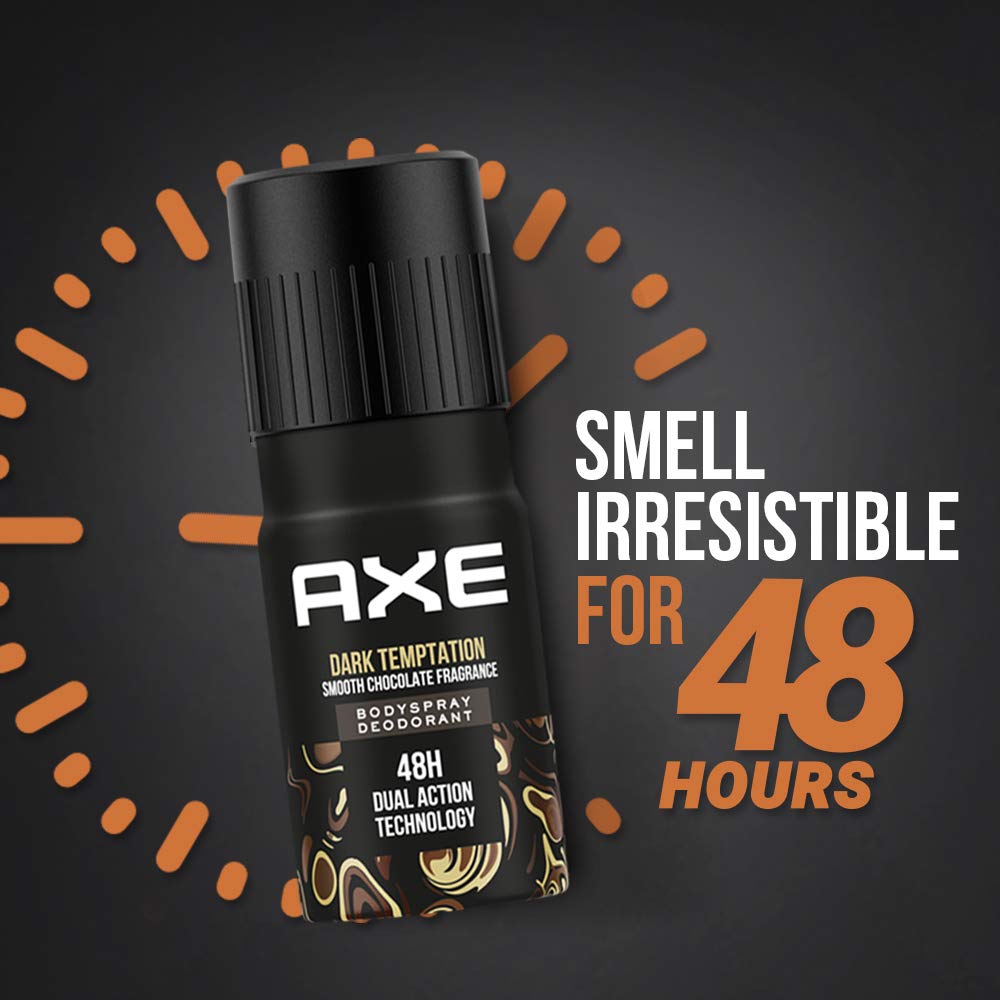 AXE
DARK TEMPTATION
SMOOTH CHOCOLATE FRAGRANCE
BODYSPRAY
DEODORANT
48H
DUAL ACTION
TECHNOLOGY
SMELL
IRRESISTIBLE
FOR 48
HOURS